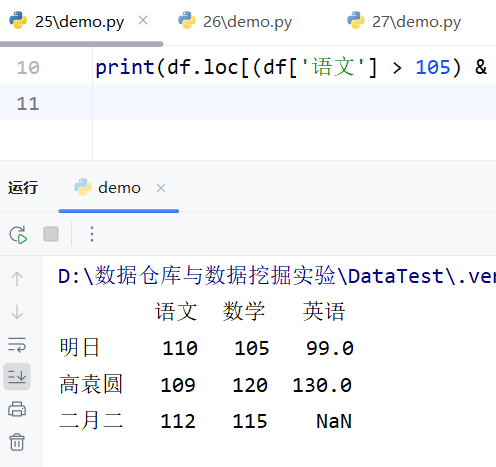 25\demo.py 26\demo.py 27\demo.py
10 print(df.loc[(df['语文'] > 105) &
11
运行 demo
D:\数据仓库与数据挖掘实验\DataTest\.ver
语文 数学 英语
明日 110 105 99.0
高袁圆 109 120 130.0
二月二 112 115 NaN